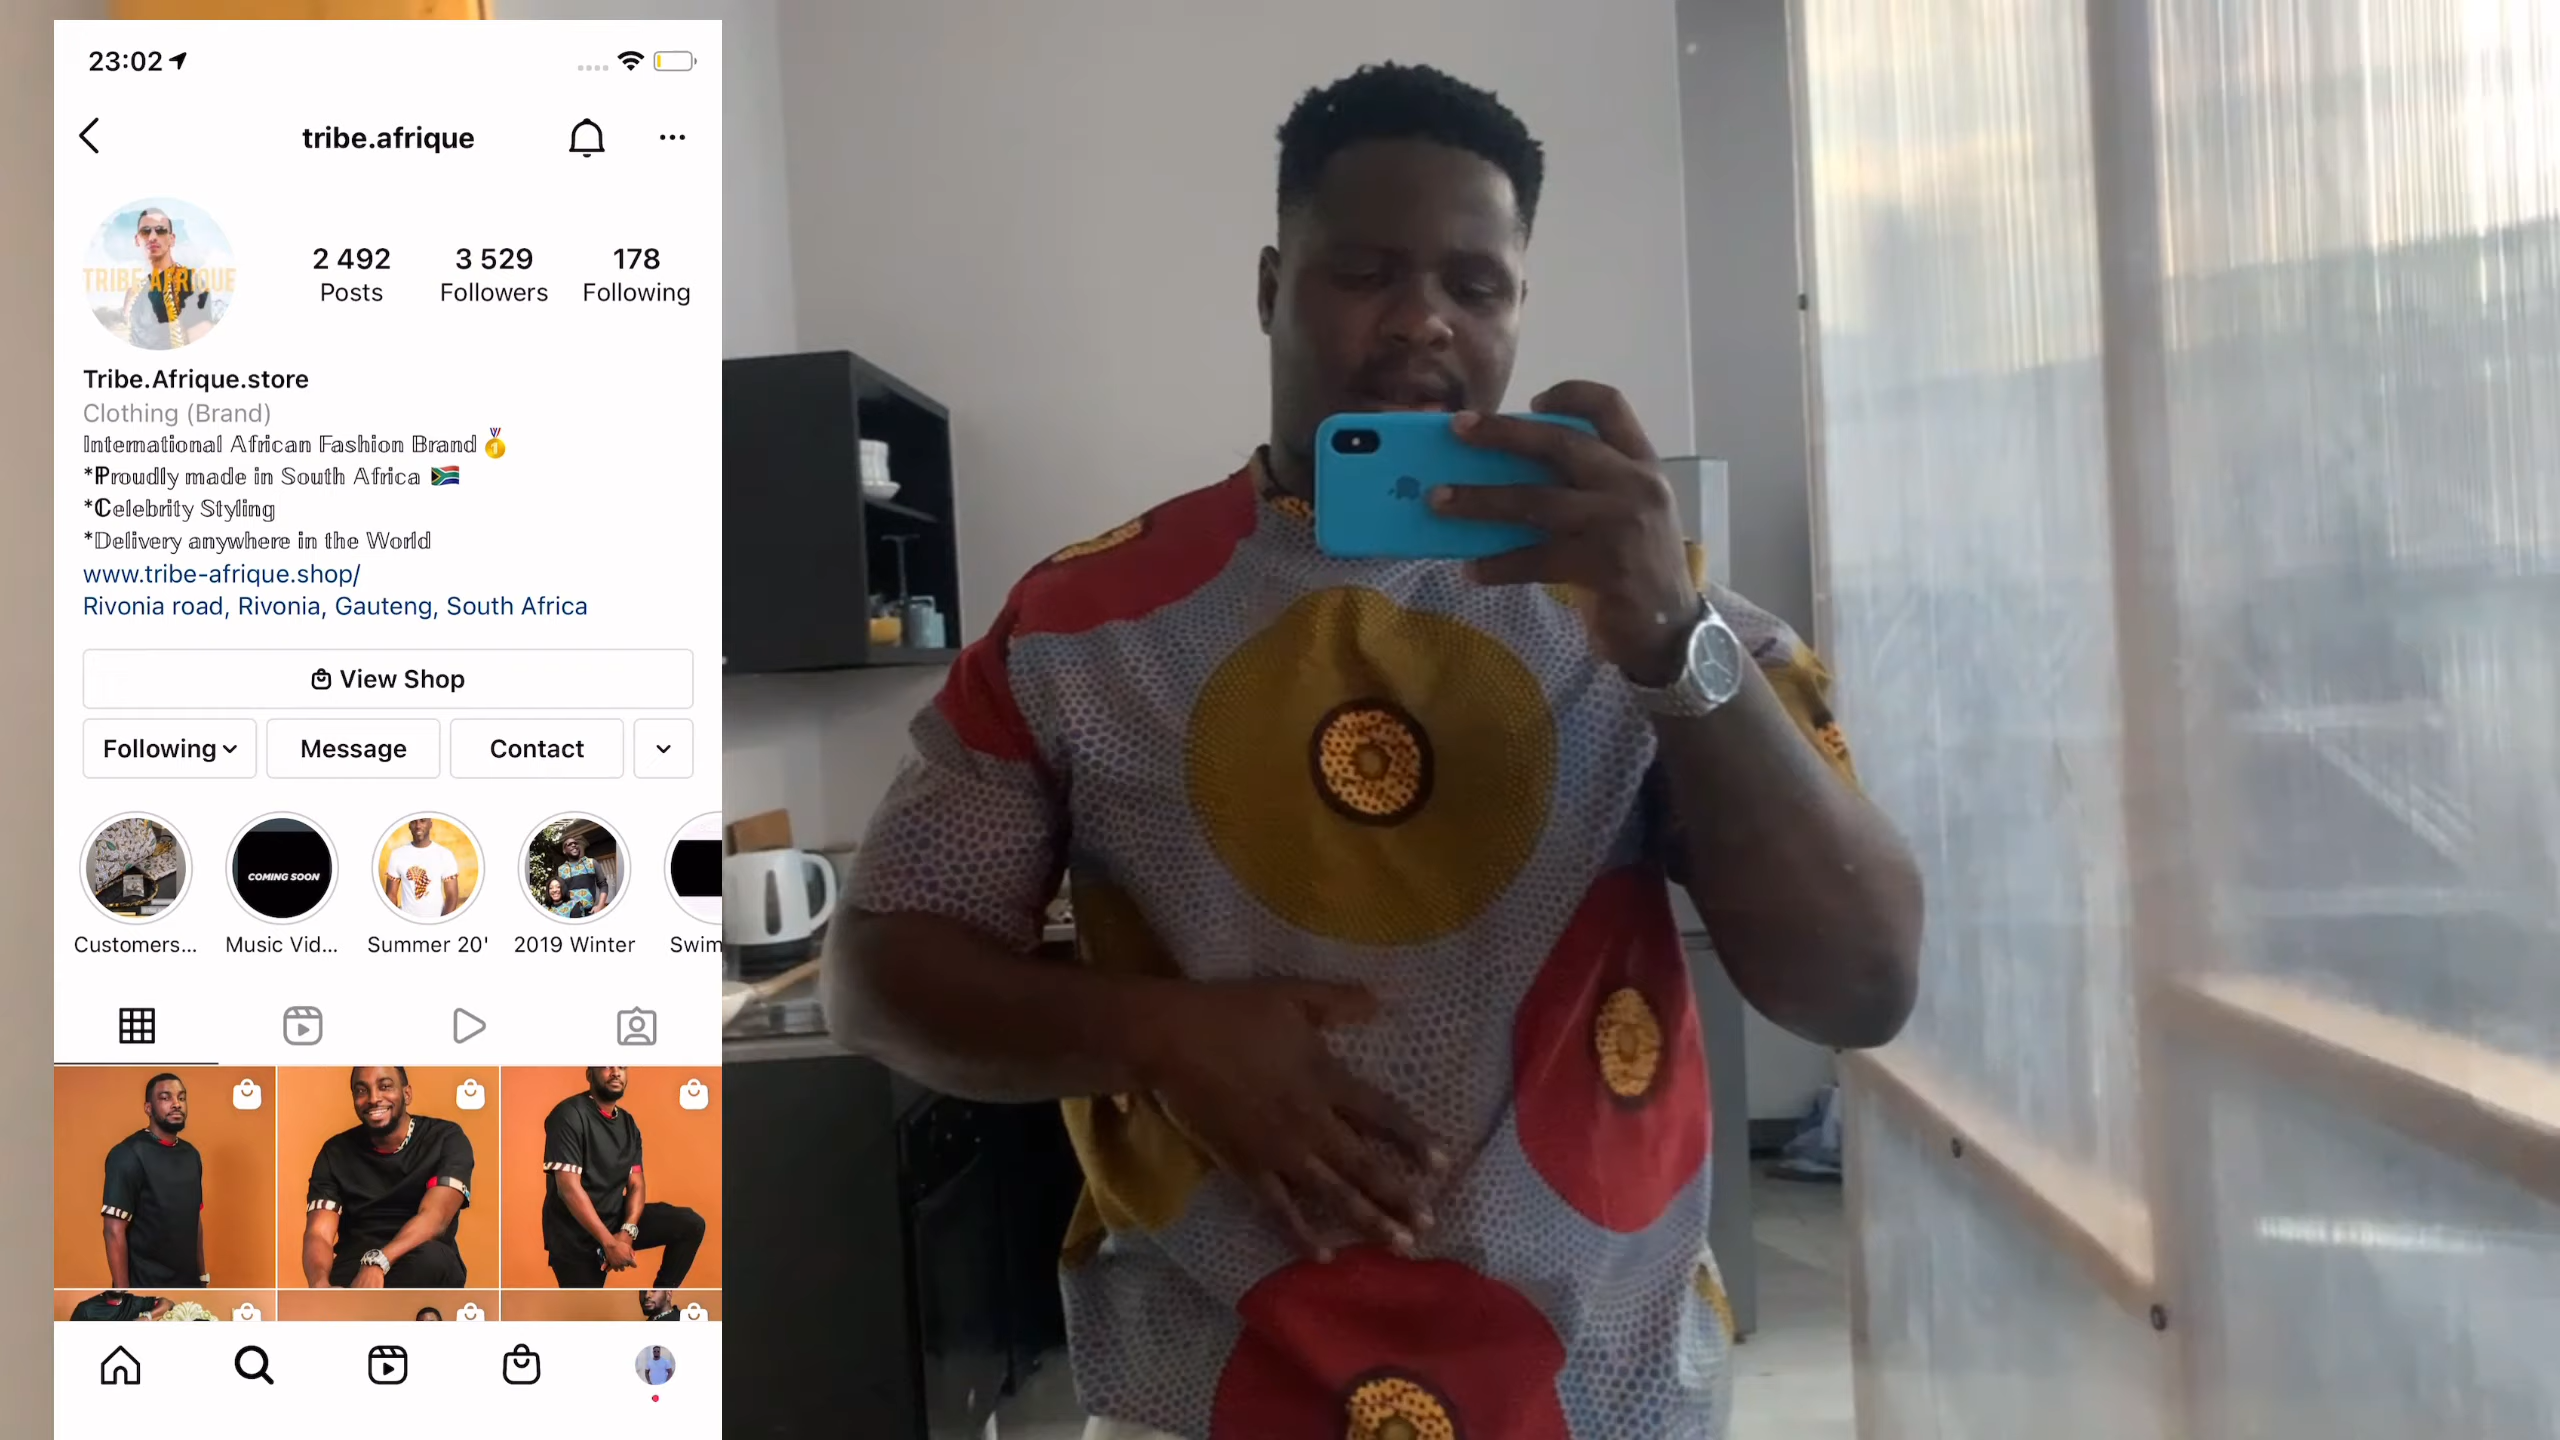 23:02
tribe.afrique
TRIBE AFRIQUE
2 492
Posts
3 529
Followers
178
Following
Tribe.Afrique.store
Clothing (Brand)
International African Fashion Brand 🥇
*Proudly made in South Africa 🇿🇦
*Celebrity Styling
*Delivery anywhere in the World
www.tribe-afrique.shop/
Rivonia road, Rivonia, Gauteng, South Africa
View Shop
Following
Message
Contact
COMING SOON
Customers...
Music Vid...
Summer 20'
2019 Winter
Swim